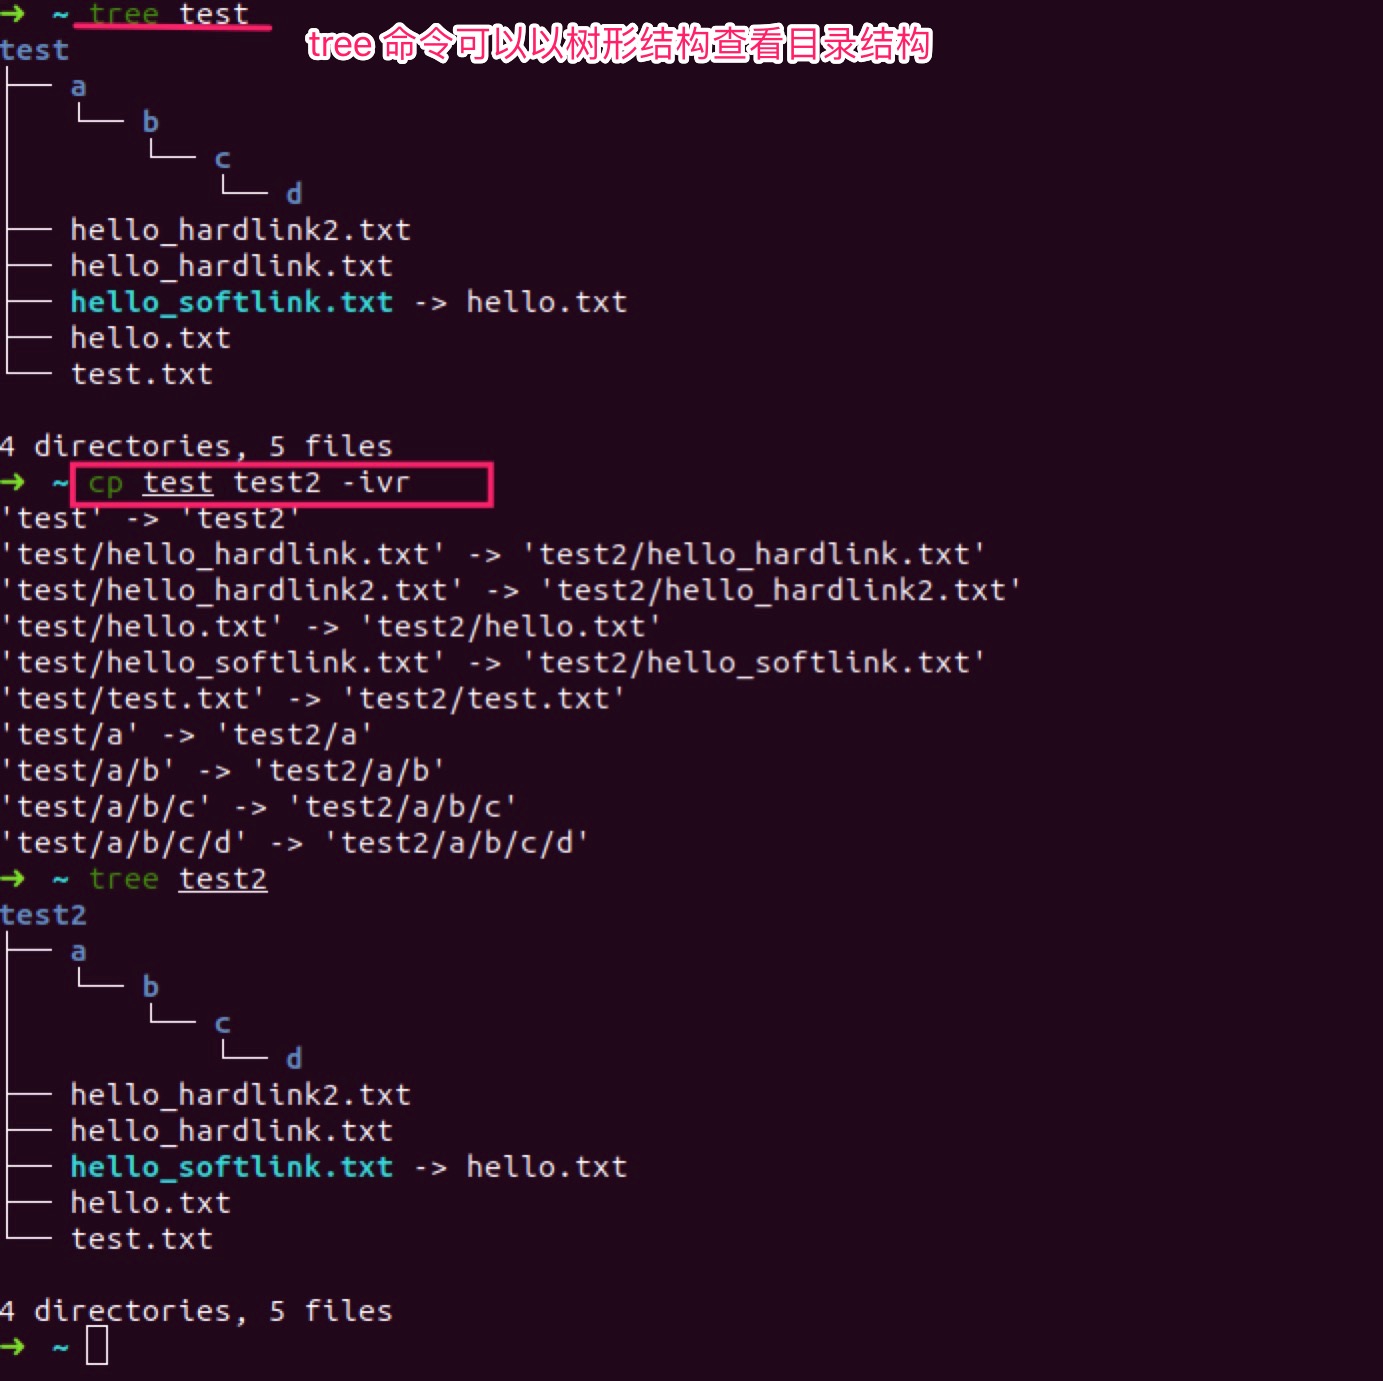 ➜ ~ tree test
tree 命令可以以树形结构查看目录结构
test
├── a
│   └── b
│       └── c
│           └── d
├── hello_hardlink2.txt
├── hello_hardlink.txt
├── hello_softlink.txt -> hello.txt
├── hello.txt
└── test.txt
4 directories, 5 files
➜ ~ cp test test2 -ivr
'test' -> 'test2'
'test/hello_hardlink.txt' -> 'test2/hello_hardlink.txt'
'test/hello_hardlink2.txt' -> 'test2/hello_hardlink2.txt'
'test/hello.txt' -> 'test2/hello.txt'
'test/hello_softlink.txt' -> 'test2/hello_softlink.txt'
'test/test.txt' -> 'test2/test.txt'
'test/a' -> 'test2/a'
'test/a/b' -> 'test2/a/b'
'test/a/b/c' -> 'test2/a/b/c'
'test/a/b/c/d' -> 'test2/a/b/c/d'
➜ ~ tree test2
test2
├── a
│   └── b
│       └── c
│           └── d
├── hello_hardlink2.txt
├── hello_hardlink.txt
├── hello_softlink.txt -> hello.txt
├── hello.txt
└── test.txt
4 directories, 5 files
➜ ~